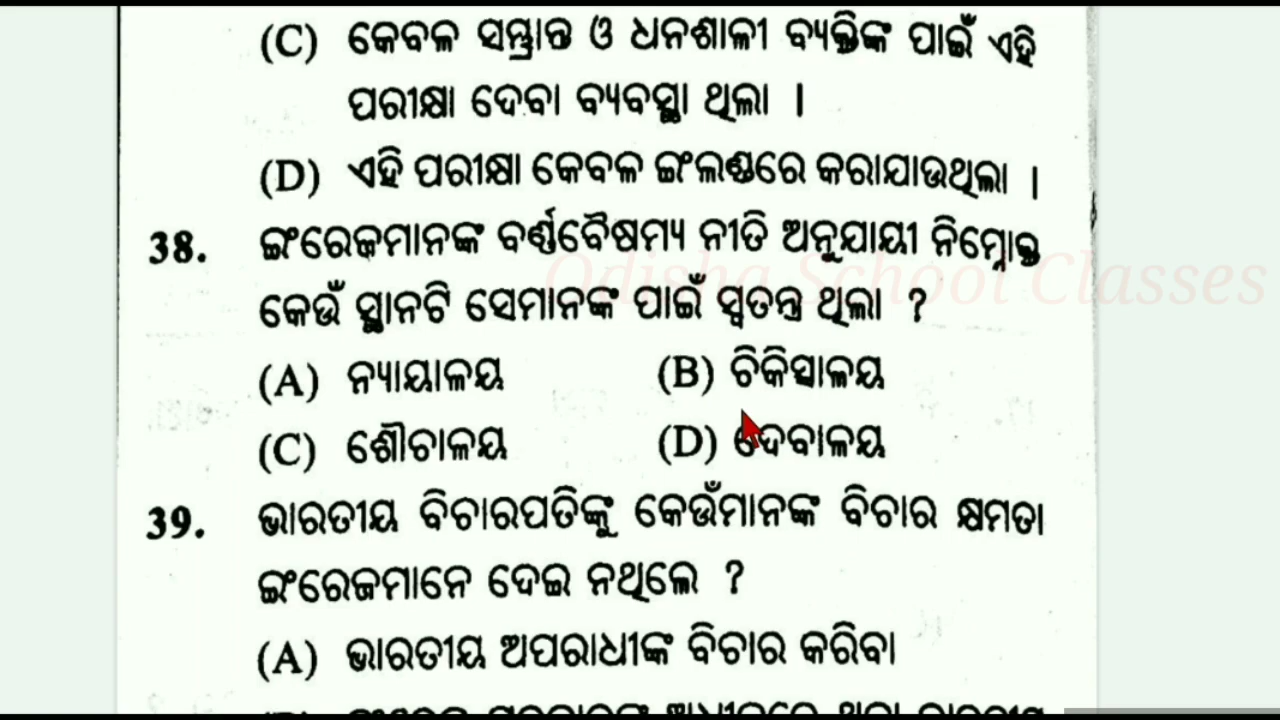 (C) କେବଳ ସମ୍ଭ୍ରାନ୍ତ ଓ ଧନଶାଳୀ ବ୍ୟକ୍ତିଙ୍କ ପାଇଁ ଏହି
ପରୀକ୍ଷା ଦେବା ବ୍ୟବସ୍ଥା ଥିଲା ।
(D) ଏହି ପରୀକ୍ଷା କେବଳ ଇଂଲଣ୍ଡରେ କରାଯାଉଥିଲା ।
38. ଇଂରେଜମାନଙ୍କ ବର୍ଣ୍ଣବୈଷମ୍ୟ ନୀତି ଅନୁଯାୟୀ ନିମ୍ନୋକ୍ତ
Odisha School Classes
କେଉଁ ସ୍ଥାନଟି ସେମାନଙ୍କ ପାଇଁ ସ୍ୱତନ୍ତ୍ର ଥିଲା ?
(A) ନ୍ୟାୟାଳୟ (B) ଚିକିତ୍ସାଳୟ
(C) ଶୌଚାଳୟ (D) ଦେବାଳୟ
39. ଭାରତୀୟ ବିଚାରପତିଙ୍କୁ କେଉଁମାନଙ୍କ ବିଚାର କ୍ଷମତା
ଇଂରେଜମାନେ ଦେଇ ନଥିଲେ ?
(A) ଭାରତୀୟ ଅପରାଧୀଙ୍କ ବିଚାର କରିବା